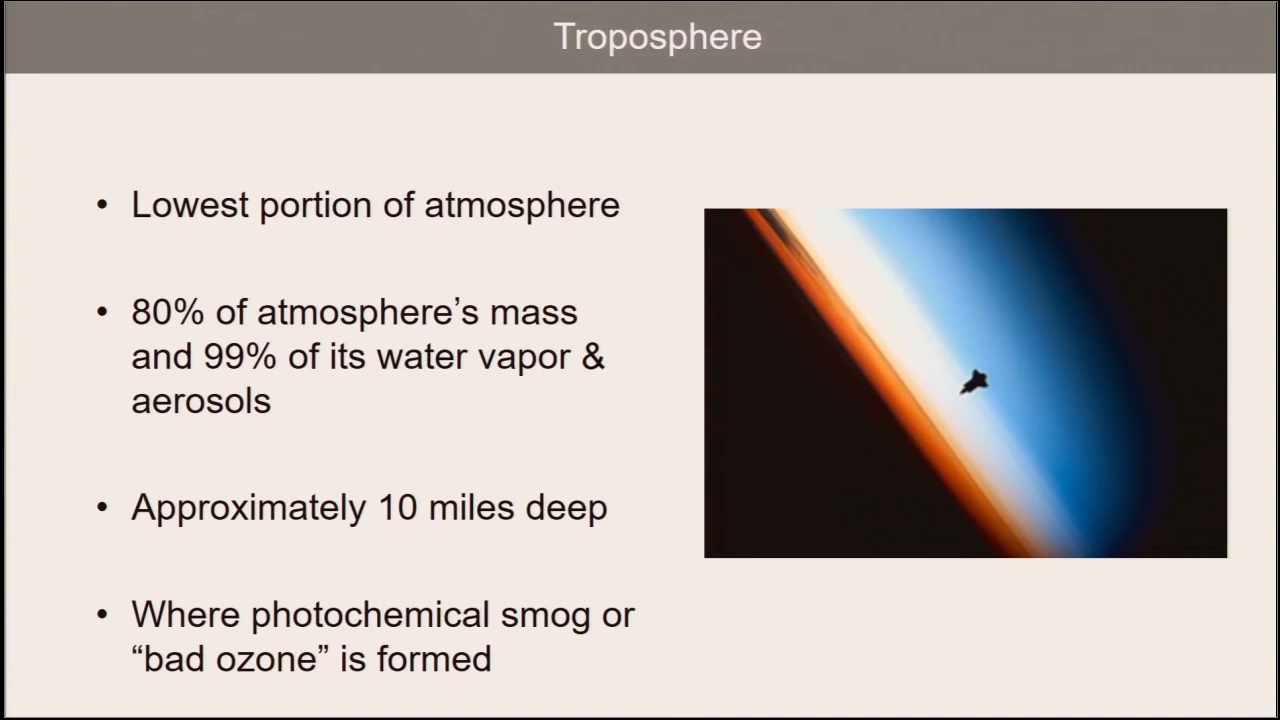 Troposphere
• Lowest portion of atmosphere
• 80% of atmosphere’s mass
and 99% of its water vapor &
aerosols
• Approximately 10 miles deep
• Where photochemical smog or
“bad ozone” is formed